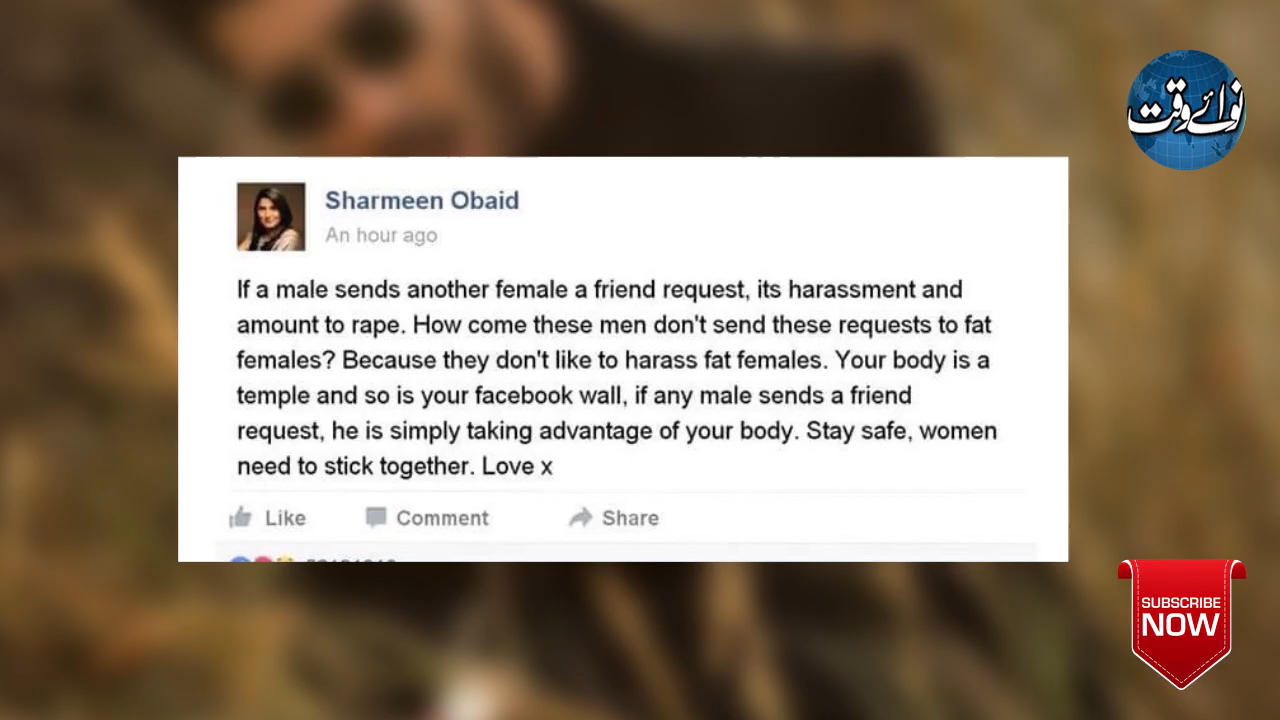 نوائے وقت
Sharmeen Obaid
An hour ago
If a male sends another female a friend request, its harassment and
amount to rape. How come these men don't send these requests to fat
females? Because they don't like to harass fat females. Your body is a
temple and so is your facebook wall, if any male sends a friend
request, he is simply taking advantage of your body. Stay safe, women
need to stick together. Love x
Like Comment Share
SUBSCRIBE
NOW